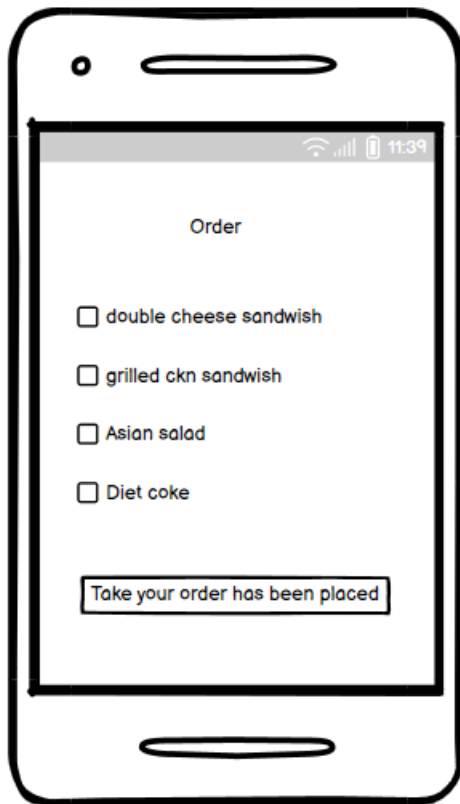 11:39
Order
double cheese sandwish
grilled ckn sandwish
Asian salad
Diet coke
Take your order has been placed